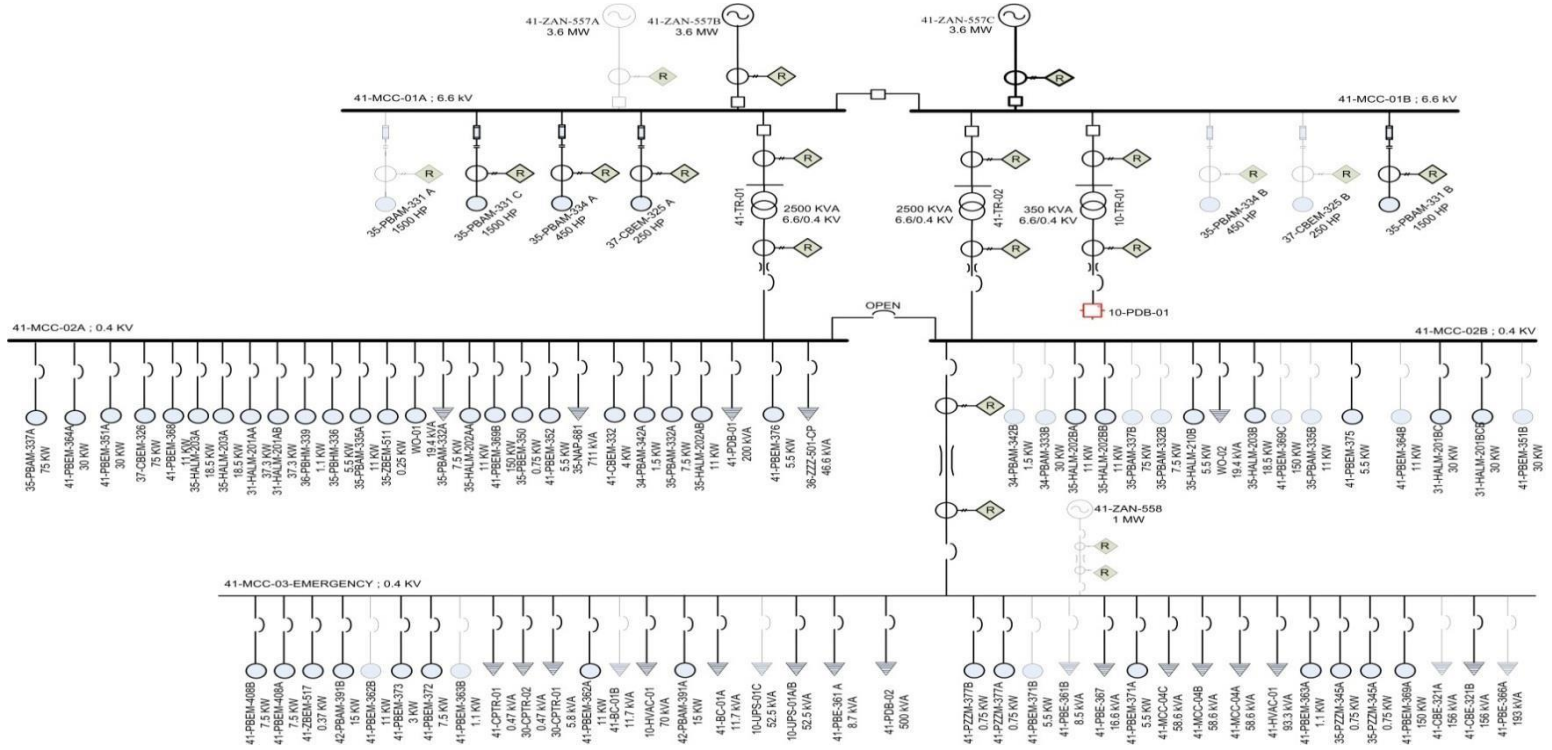 41-ZAN-557A
3.6 MW
41-ZAN-557B
3.6 MW
41-ZAN-557C
3.6 MW
R
R
R
41-MCC-01A ; 6.6 kV
41-MCC-01B ; 6.6 kV
R
R
R
R
R
R
R
R
R
R
35-PBAM-331 A
1500 HP
35-PBAM-331 C
1500 HP
35-PBAM-334 A
450 HP
37-CBEM-325 A
250 HP
41-TR-01
2500 KVA
6.6/0.4 KV
2500 KVA
6.6/0.4 KV
41-TR-02
350 KVA
6.6/0.4 KV
10-TR-01
35-PBAM-334 B
450 HP
37-CBEM-325 B
250 HP
35-PBAM-331 B
1500 HP
R
R
R
10-PDB-01
OPEN
41-MCC-02A ; 0.4 KV
41-MCC-02B ; 0.4 KV
35-PBAM-337A
75 KW
41-PBEM-364A
30 KW
41-PBEM-351A
30 KW
37-CBEM-326
75 KW
41-PBEM-368
11 KW
35-HALM-203A
18.5 KW
35-HALM-203A
18.5 KW
31-HALM-201AA
37.3 KW
31-HALM-201AB
37.3 KW
36-PBHM-339
1.1 KW
35-PBHM-336
5.5 KW
35-PBAM-335A
11 KW
35-ZBEM-511
0.25 KW
WO-01
19.4 kVA
35-PBAM-332A
7.5 KW
35-HALM-202AA
11 KW
41-PBEM-369B
150 KW
35-PBEM-350
0.75 KW
41-PBEM-352
5.5 KW
35-NAP-681
711 kVA
41-CBEM-332
4 KW
34-PBAM-342A
1.5 KW
35-PBAM-332A
7.5 KW
35-HALM-202AB
11 KW
41-PDB-01
200 kVA
41-PBEM-376
5.5 KW
36-ZZZ-501-CP
46.6 kVA
34-PBAM-342B
1.5 KW
34-PBAM-333B
30 KW
35-HALM-202BA
11 KW
35-HALM-202BB
11 KW
35-PBAM-337B
75 KW
35-PBAM-332B
7.5 KW
35-HALM-210B
5.5 KW
WO-02
19.4 kVA
35-HALM-203B
18.5 KW
41-PBEM-369C
150 KW
35-PBAM-335B
11 KW
41-PBEM-375
5.5 KW
41-PBEM-364B
11 KW
31-HALM-201BC
30 KW
31-HALM-201BCB
30 KW
41-PBEM-351B
30 KW
R
R
41-ZAN-558
1 MW
R
R
41-MCC-03-EMERGENCY ; 0.4 KV
41-PBEM-408B
7.5 KW
41-PBEM-408A
7.5 KW
41-ZBEM-517
0.37 KW
42-PBAM-391B
15 KW
41-PBEM-362B
11 KW
41-PBEM-373
3 KW
41-PBEM-372
7.5 KW
41-PBEM-363B
1.1 KW
41-CPTR-01
0.47 kVA
30-CPTR-02
0.47 kVA
30-CPTR-01
5.8 kVA
41-PBEM-362A
11 KW
41-BC-01B
11.7 kVA
10-HVAC-01
70 kVA
42-PBAM-391A
15 KW
41-BC-01A
11.7 kVA
10-UPS-01C
52.5 kVA
10-UPS-01A/B
52.5 kVA
41-PBE-361 A
8.7 kVA
41-PDB-02
500 kVA
41-PZZM-377B
0.75 KW
41-PZZM-377A
0.75 KW
41-PBEM-371B
5.5 KW
41-PBE-361B
8.5 kVA
41-PBE-367
16.6 kVA
41-PBEM-371A
5.5 KW
41-MCC-04C
58.6 kVA
41-MCC-04B
58.6 kVA
41-MCC-04A
58.6 kVA
41-HVAC-01
93.3 kVA
41-PBEM-363A
1.1 KW
35-PZZM-345A
0.75 KW
35-PZZM-345A
0.75 KW
41-PBEM-369A
150 KW
41-CBE-321A
156 kVA
41-CBE-321B
156 kVA
41-PBE-366A
193 kVA